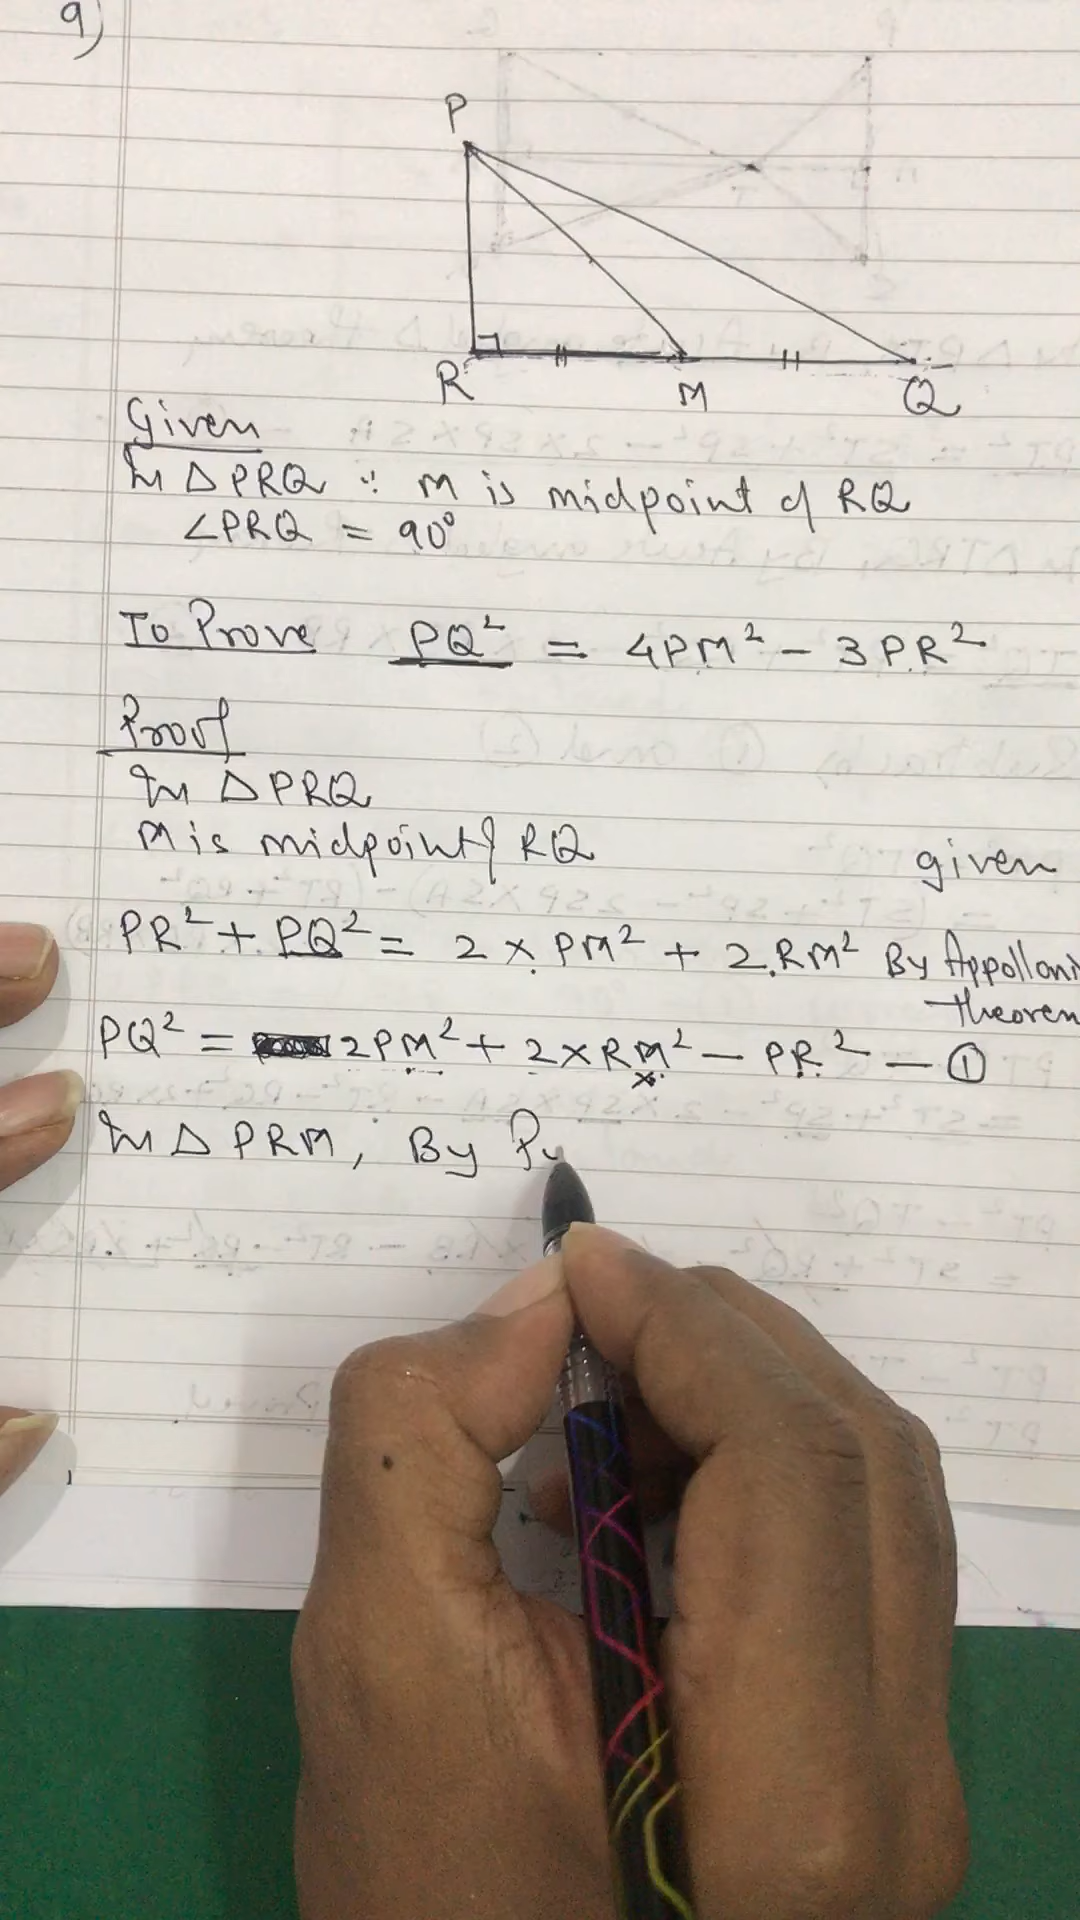 9)
P
R M Q
Given
In △PRQ ∵ M is midpoint of RQ
∠PRQ = 90°
To Prove PQ² = 4PM² - 3PR²
Proof
In △PRQ
M is midpoint of RQ given
PR² + PQ² = 2 × PM² + 2.RM² By Appolloni
theorem
PQ² = 2PM² + 2×RM² - PR² - ①
In △PRM, By Py